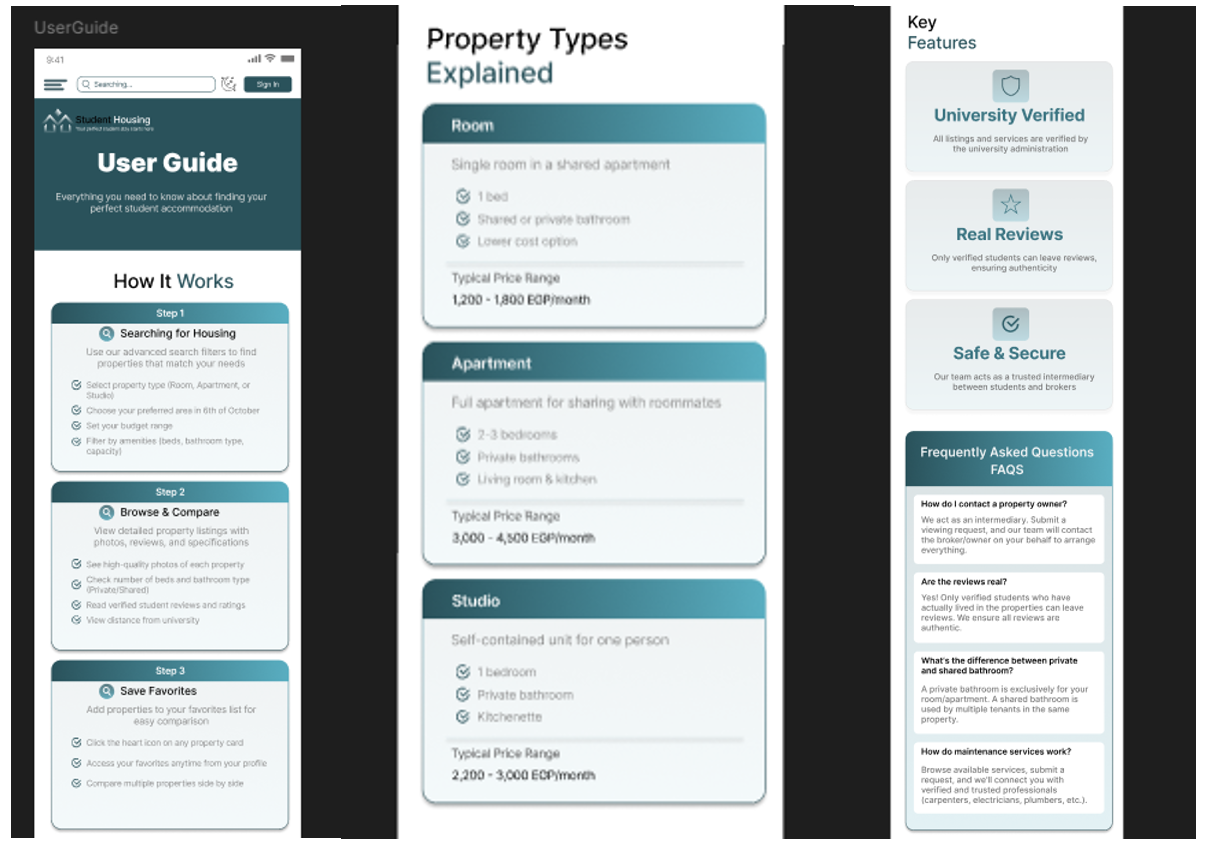 UserGuide
9:41
Searching...
Sign In
Student Housing
Your perfect student stay starts here
User Guide
Everything you need to know about finding your
perfect student accommodation
How It Works
Step 1
Searching for Housing
Use our advanced search filters to find
properties that match your needs
Select property type (Room, Apartment, or
Studio)
Choose your preferred area in 6th of October
Set your budget range
Filter by amenities (beds, bathroom type,
capacity)
Step 2
Browse & Compare
View detailed property listings with
photos, reviews, and specifications
See high-quality photos of each property
Check number of beds and bathroom type
(Private/Shared)
Read verified student reviews and ratings
View distance from university
Step 3
Save Favorites
Add properties to your favorites list for
easy comparison
Click the heart icon on any property card
Access your favorites anytime from your profile
Compare multiple properties side by side
Property Types
Explained
Room
Single room in a shared apartment
1 bed
Shared or private bathroom
Lower cost option
Typical Price Range
1,200 - 1,800 EGP/month
Apartment
Full apartment for sharing with roommates
2-3 bedrooms
Private bathrooms
Living room & kitchen
Typical Price Range
3,000 - 4,500 EGP/month
Studio
Self-contained unit for one person
1 bedroom
Private bathroom
Kitchenette
Typical Price Range
2,200 - 3,000 EGP/month
Key
Features
University Verified
All listings and services are verified by
the university administration
Real Reviews
Only verified students can leave reviews,
ensuring authenticity
Safe & Secure
Our team acts as a trusted intermediary
between students and brokers
Frequently Asked Questions
FAQS
How do I contact a property owner?
We act as an intermediary. Submit a
viewing request, and our team will contact
the broker/owner on your behalf to arrange
everything.
Are the reviews real?
Yes! Only verified students who have
actually lived in the properties can leave
reviews. We ensure all reviews are
authentic.
What's the difference between private
and shared bathroom?
A private bathroom is exclusively for your
room/apartment. A shared bathroom is
used by multiple tenants in the same
property.
How do maintenance services work?
Browse available services, submit a
request, and we'll connect you with
verified and trusted professionals
(carpenters, electricians, plumbers, etc.).